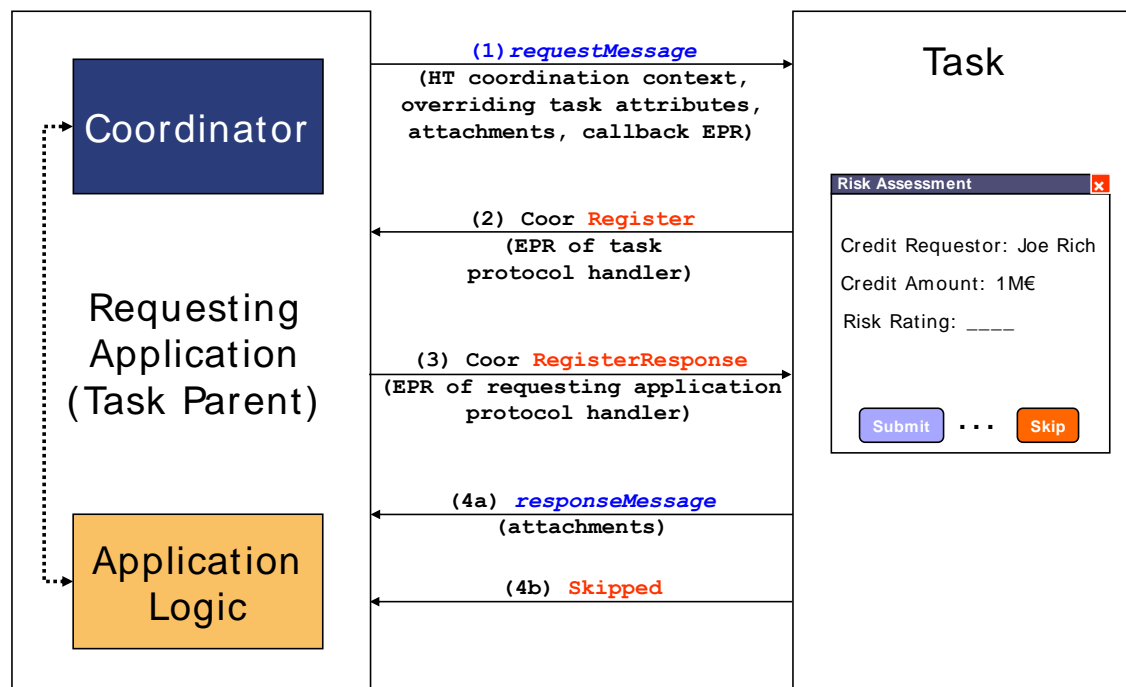 Coordinator
Requesting
Application
(Task Parent)
Application
Logic
(1)requestMessage
(HT coordination context,
overriding task attributes,
attachments, callback EPR)
(2) Coor Register
(EPR of task
protocol handler)
(3) Coor RegisterResponse
(EPR of requesting application
protocol handler)
(4a) responseMessage
(attachments)
(4b) Skipped
Task
Risk Assessment x
Credit Requestor: Joe Rich
Credit Amount: 1M€
Risk Rating: ____
Submit ... Skip